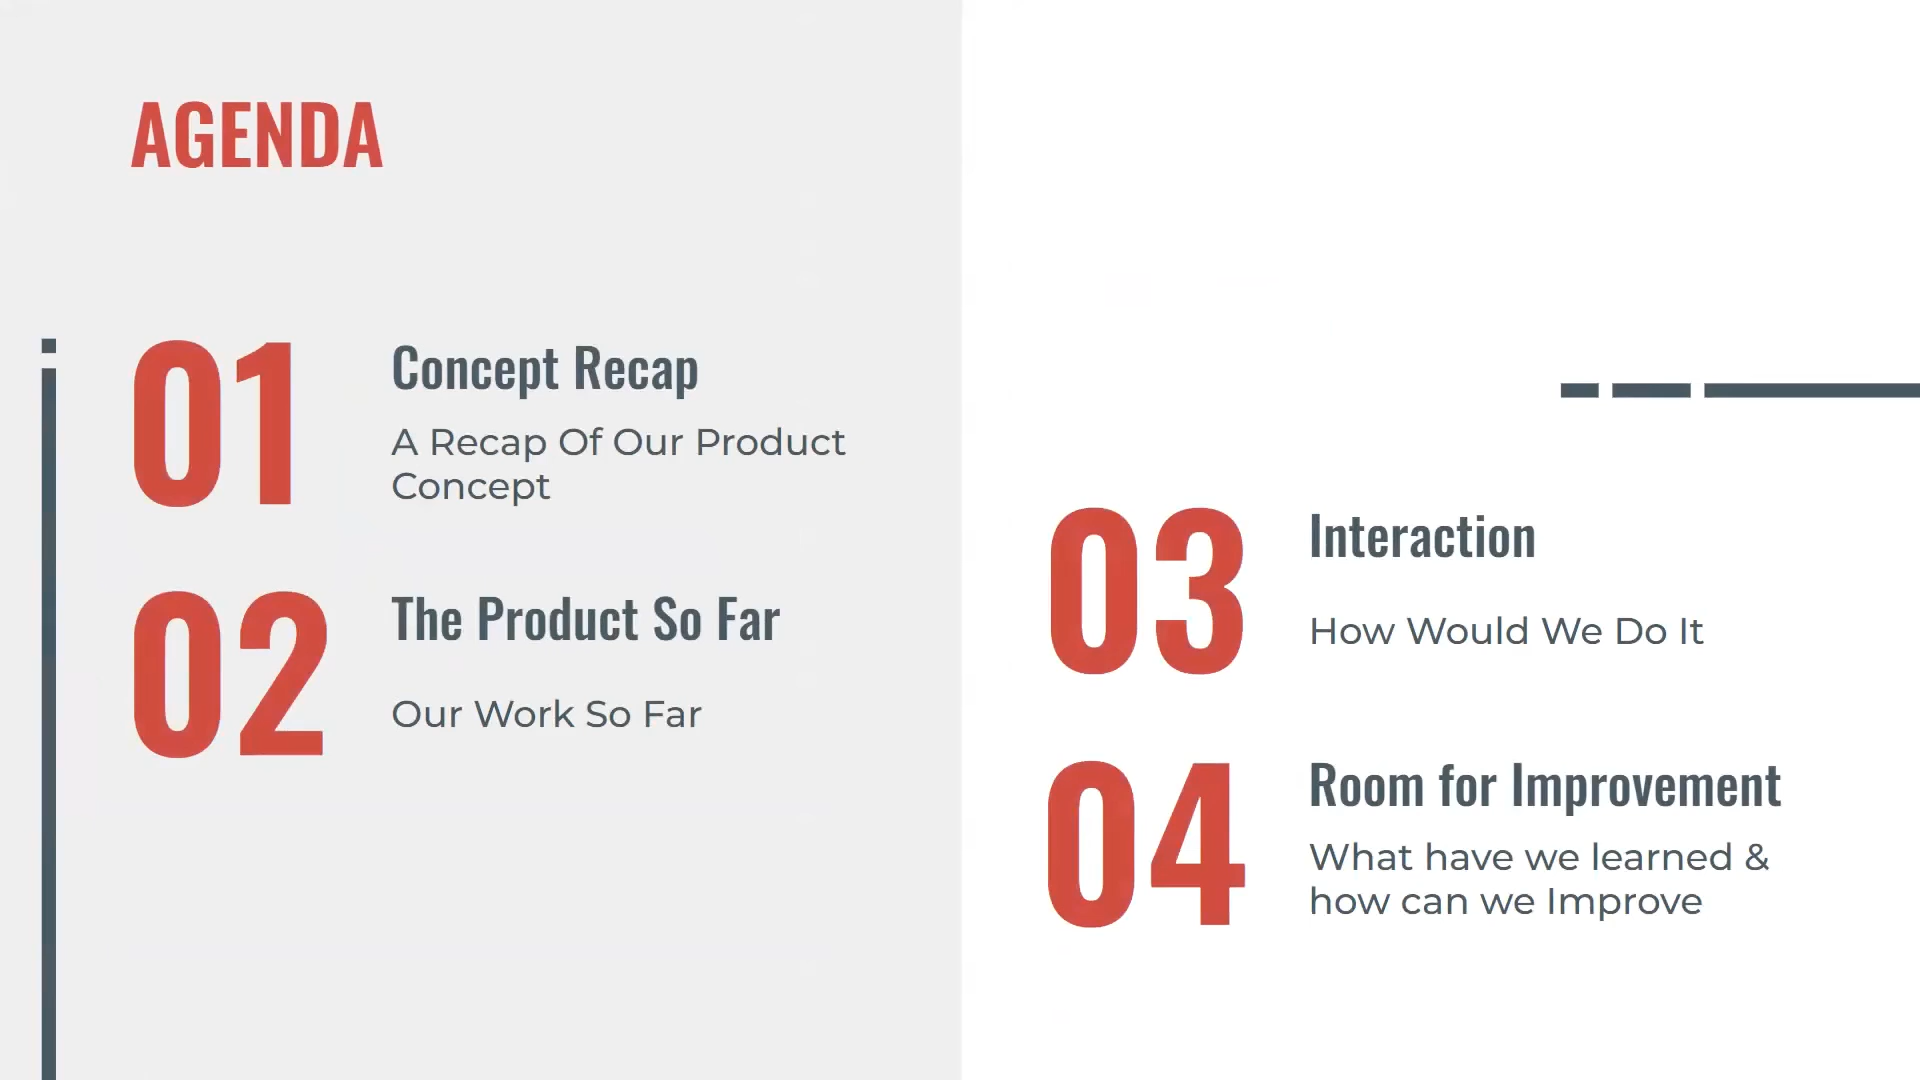 AGENDA
01
Concept Recap
A Recap Of Our Product
Concept
02
The Product So Far
Our Work So Far
03
Interaction
How Would We Do It
04
Room for Improvement
What have we learned &
how can we Improve